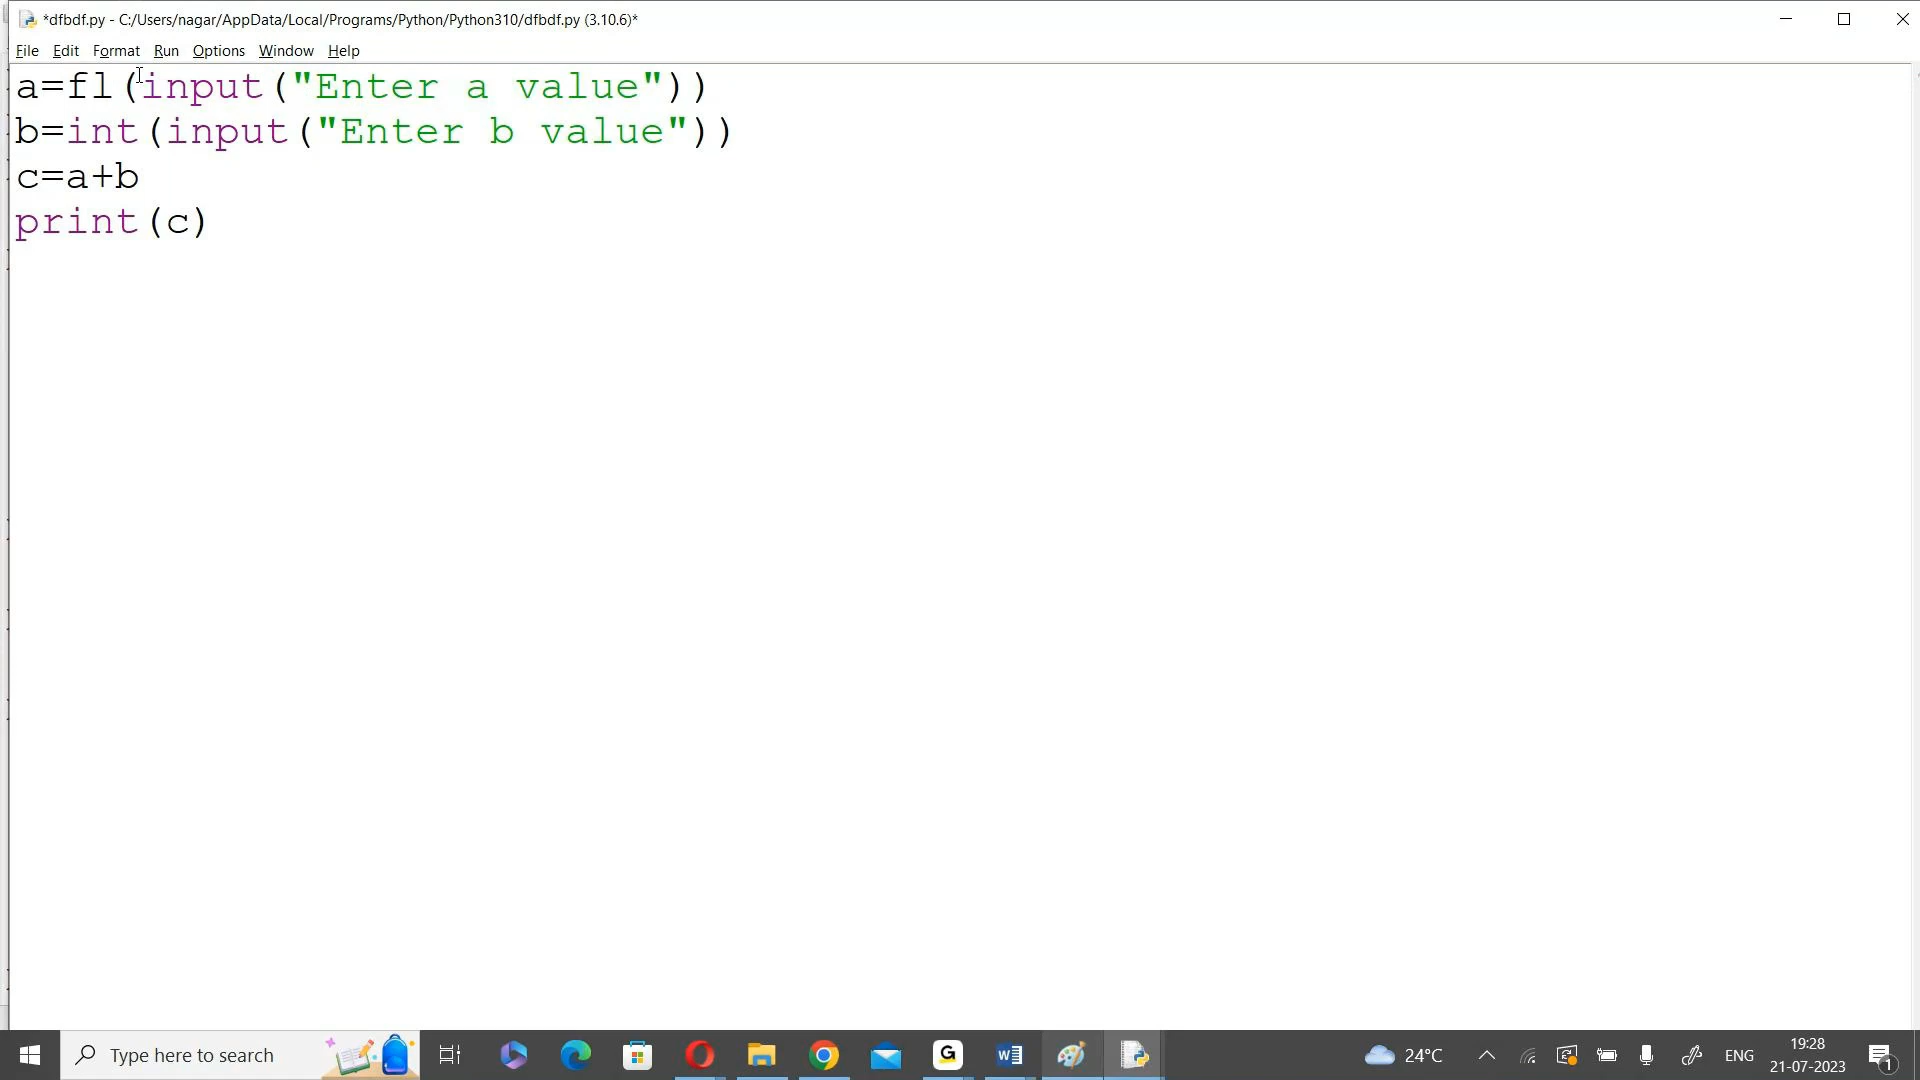 *dfbdf.py - C:/Users/nagar/AppData/Local/Programs/Python/Python310/dfbdf.py (3.10.6)*
File Edit Format Run Options Window Help
a=fl(input("Enter a value"))
b=int(input("Enter b value"))
c=a+b
print(c)
Type here to search
24°C
ENG
19:28
21-07-2023
1